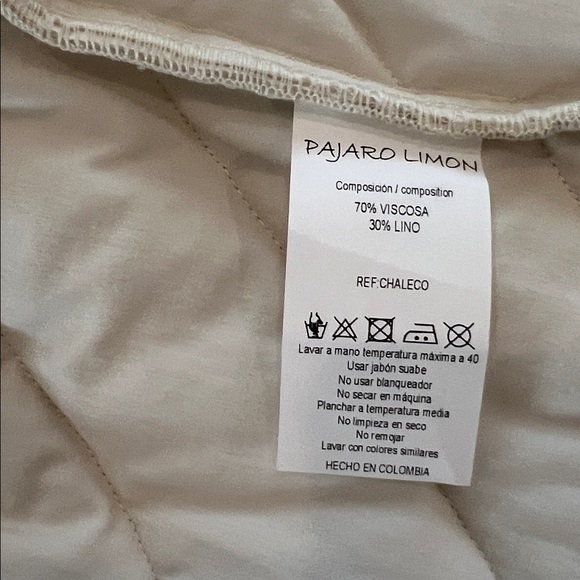 PAJARO LIMON
Composición / composition
70% VISCOSA
30% LINO
REF:CHALECO
Lavar a mano temperatura máxima a 40
Usar jabón suabe
No usar blanqueador
No secar en máquina
Planchar a temperatura media
No limpieza en seco
No remojar
Lavar con colores similares
HECHO EN COLOMBIA